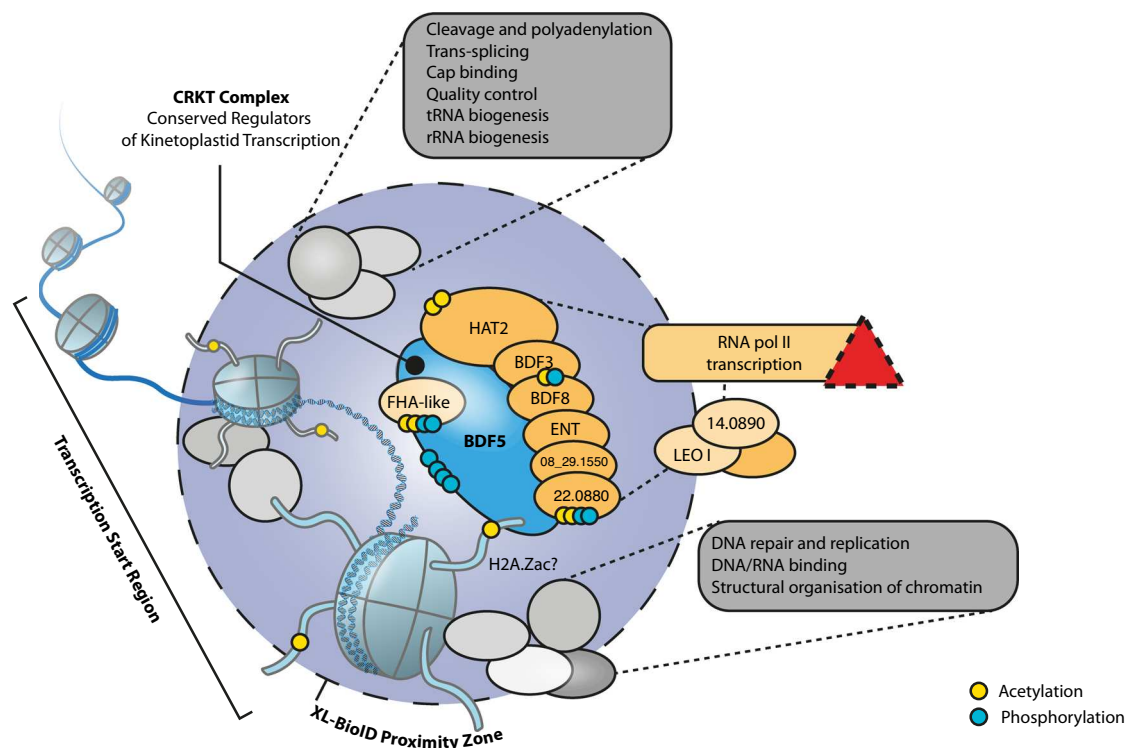 Cleavage and polyadenylation
Trans-splicing
Cap binding
Quality control
tRNA biogenesis
rRNA biogenesis
CRKT Complex
Conserved Regulators
of Kinetoplastid Transcription
HAT2
RNA pol II
transcription
BDF3
FHA-like
BDF8
14.0890
ENT
BDF5
LEO I
08_29.1550
22.0880
Transcription Start Region
H2A.Zac?
DNA repair and replication
DNA/RNA binding
Structural organisation of chromatin
XL-BioID Proximity Zone
Acetylation
Phosphorylation